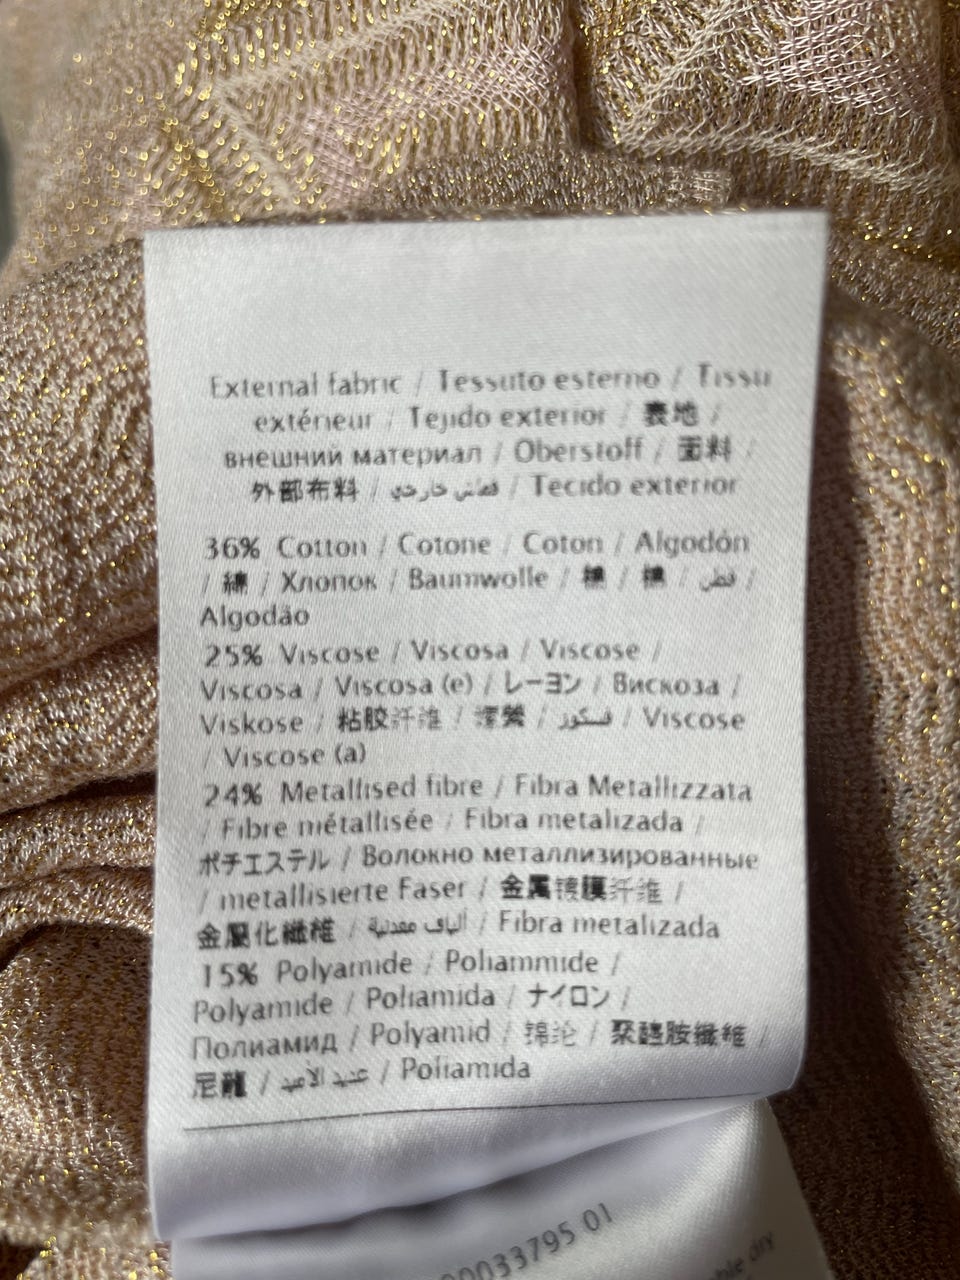 External fabric / Tessuto esterno / Tissu
extérieur / Tejido exterior / 表地 /
внешний материал / Oberstoff / 面料 /
外部布料 / قماش خارجي / Tecido exterior
36% Cotton / Cotone / Coton / Algodón
/ 綿 / Хлопок / Baumwolle / 棉 / 棉 / قطن /
Algodão
25% Viscose / Viscosa / Viscose /
Viscosa / Viscosa (e) / レーヨン / Вискоза /
Viskose / 粘胶纤维 / / فسكوز / Viscose
/ Viscose (a)
24% Metallised fibre / Fibra Metallizzata
/ Fibre métallisée / Fibra metalizada /
ポチエステル / Волокно металлизированные
/ metallisierte Faser / 金属镀膜纤维 /
金屬化纖維 / ألياف معدنية / Fibra metalizada
15% Polyamide / Poliammide /
Polyamide / Poliamida / ナイロン /
Полиамид / Polyamid / 锦纶 / 聚醯胺纖維 /
尼龍 / / Poliamida
00033795 01
dry